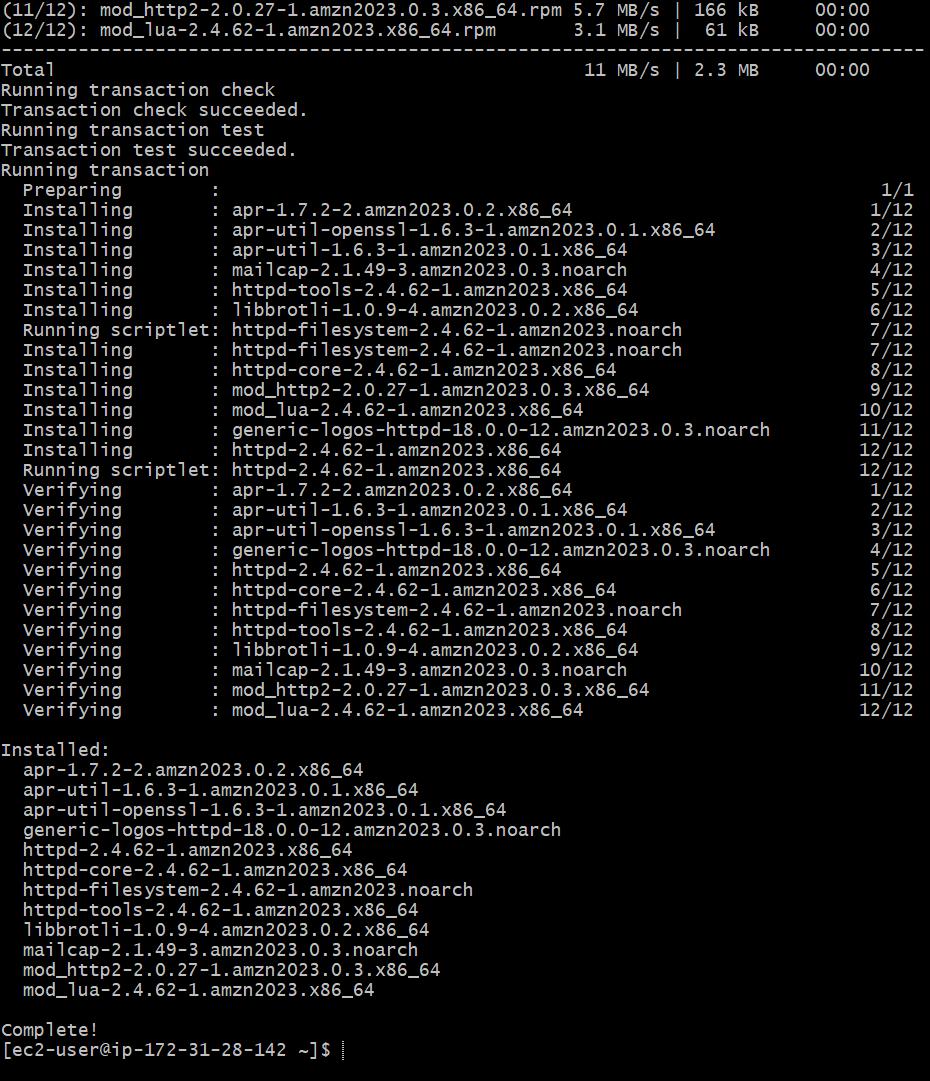 (11/12): mod_http2-2.0.27-1.amzn2023.0.3.x86_64.rpm 5.7 MB/s | 166 kB     00:00
(12/12): mod_lua-2.4.62-1.amzn2023.x86_64.rpm       3.1 MB/s |  61 kB     00:00
------------------------------------------------------------------------------------
Total                                                11 MB/s | 2.3 MB     00:00
Running transaction check
Transaction check succeeded.
Running transaction test
Transaction test succeeded.
Running transaction
  Preparing        :                                                            1/1
  Installing       : apr-1.7.2-2.amzn2023.0.2.x86_64                           1/12
  Installing       : apr-util-openssl-1.6.3-1.amzn2023.0.1.x86_64              2/12
  Installing       : apr-util-1.6.3-1.amzn2023.0.1.x86_64                      3/12
  Installing       : mailcap-2.1.49-3.amzn2023.0.3.noarch                      4/12
  Installing       : httpd-tools-2.4.62-1.amzn2023.x86_64                      5/12
  Installing       : libbrotli-1.0.9-4.amzn2023.0.2.x86_64                     6/12
  Running scriptlet: httpd-filesystem-2.4.62-1.amzn2023.noarch                 7/12
  Installing       : httpd-filesystem-2.4.62-1.amzn2023.noarch                 7/12
  Installing       : httpd-core-2.4.62-1.amzn2023.x86_64                       8/12
  Installing       : mod_http2-2.0.27-1.amzn2023.0.3.x86_64                    9/12
  Installing       : mod_lua-2.4.62-1.amzn2023.x86_64                         10/12
  Installing       : generic-logos-httpd-18.0.0-12.amzn2023.0.3.noarch        11/12
  Installing       : httpd-2.4.62-1.amzn2023.x86_64                           12/12
  Running scriptlet: httpd-2.4.62-1.amzn2023.x86_64                           12/12
  Verifying        : apr-1.7.2-2.amzn2023.0.2.x86_64                           1/12
  Verifying        : apr-util-1.6.3-1.amzn2023.0.1.x86_64                      2/12
  Verifying        : apr-util-openssl-1.6.3-1.amzn2023.0.1.x86_64              3/12
  Verifying        : generic-logos-httpd-18.0.0-12.amzn2023.0.3.noarch         4/12
  Verifying        : httpd-2.4.62-1.amzn2023.x86_64                            5/12
  Verifying        : httpd-core-2.4.62-1.amzn2023.x86_64                       6/12
  Verifying        : httpd-filesystem-2.4.62-1.amzn2023.noarch                 7/12
  Verifying        : httpd-tools-2.4.62-1.amzn2023.x86_64                      8/12
  Verifying        : libbrotli-1.0.9-4.amzn2023.0.2.x86_64                     9/12
  Verifying        : mailcap-2.1.49-3.amzn2023.0.3.noarch                     10/12
  Verifying        : mod_http2-2.0.27-1.amzn2023.0.3.x86_64                   11/12
  Verifying        : mod_lua-2.4.62-1.amzn2023.x86_64                         12/12

Installed:
  apr-1.7.2-2.amzn2023.0.2.x86_64
  apr-util-1.6.3-1.amzn2023.0.1.x86_64
  apr-util-openssl-1.6.3-1.amzn2023.0.1.x86_64
  generic-logos-httpd-18.0.0-12.amzn2023.0.3.noarch
  httpd-2.4.62-1.amzn2023.x86_64
  httpd-core-2.4.62-1.amzn2023.x86_64
  httpd-filesystem-2.4.62-1.amzn2023.noarch
  httpd-tools-2.4.62-1.amzn2023.x86_64
  libbrotli-1.0.9-4.amzn2023.0.2.x86_64
  mailcap-2.1.49-3.amzn2023.0.3.noarch
  mod_http2-2.0.27-1.amzn2023.0.3.x86_64
  mod_lua-2.4.62-1.amzn2023.x86_64

Complete!
[ec2-user@ip-172-31-28-142 ~]$